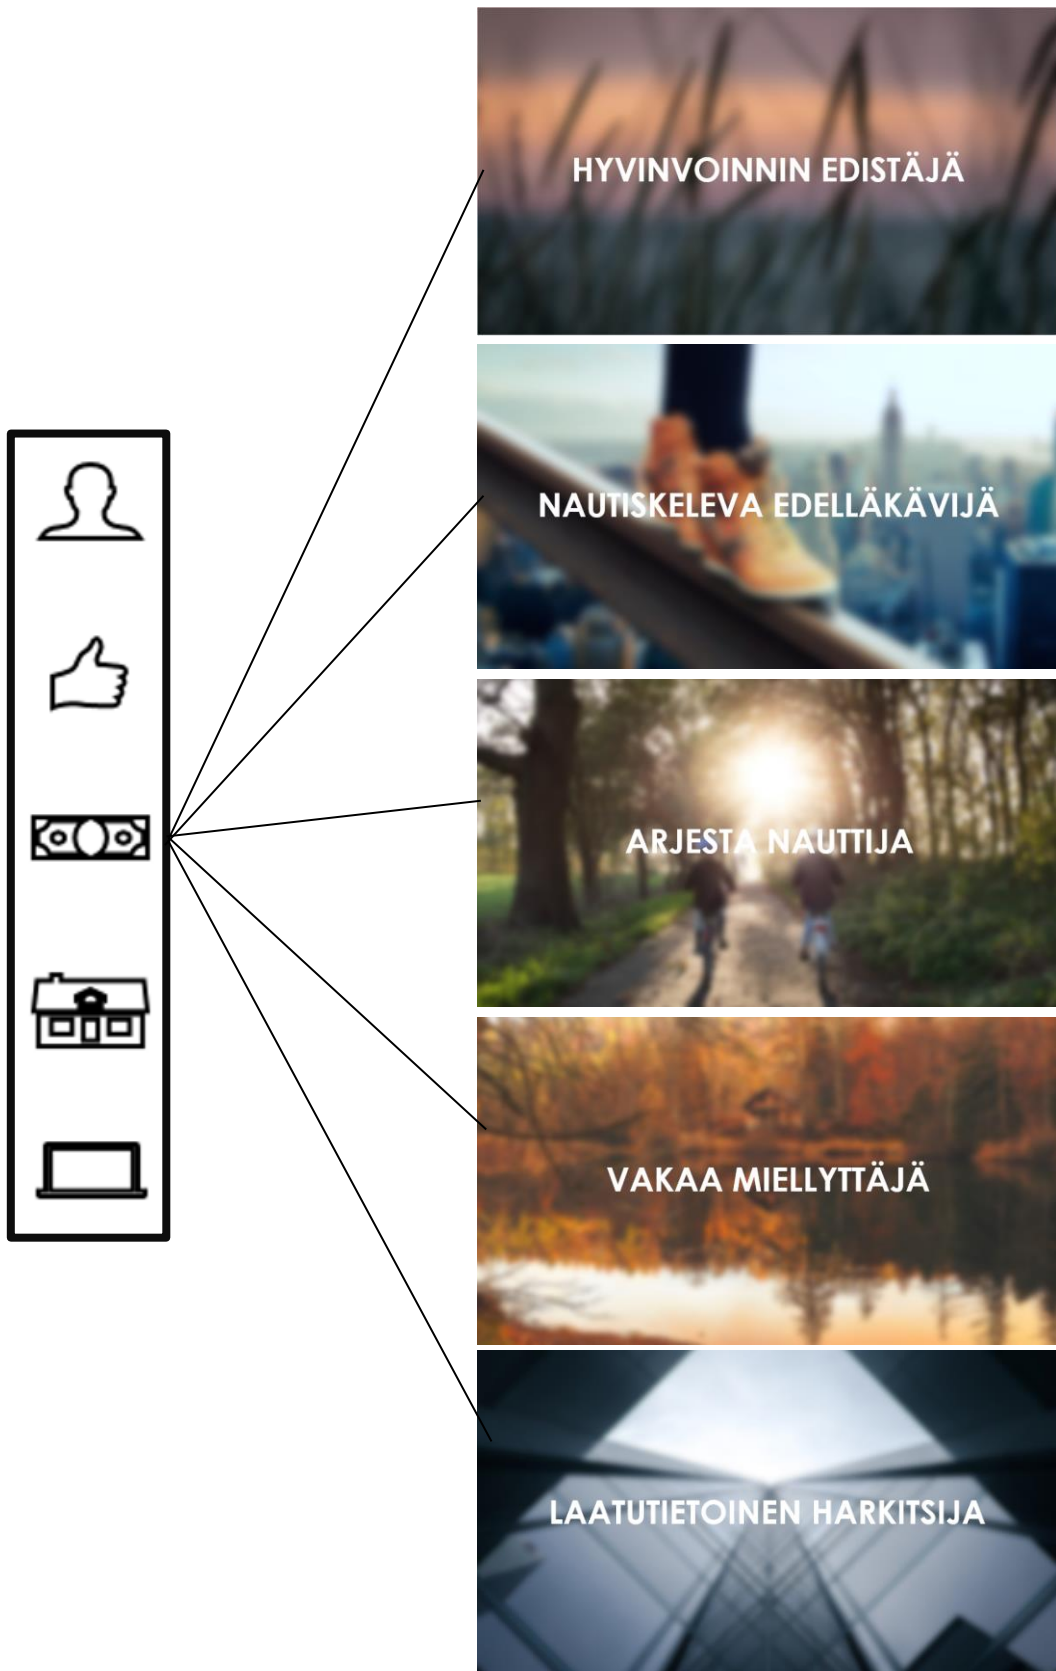 HYVINVOINNIN EDISTÄJÄ
NAUTISKELEVA EDELLÄKÄVIJÄ
ARJESTA NAUTTIJA
VAKAA MIELLYTTÄJÄ
LAATUTIETOINEN HARKITSIJA